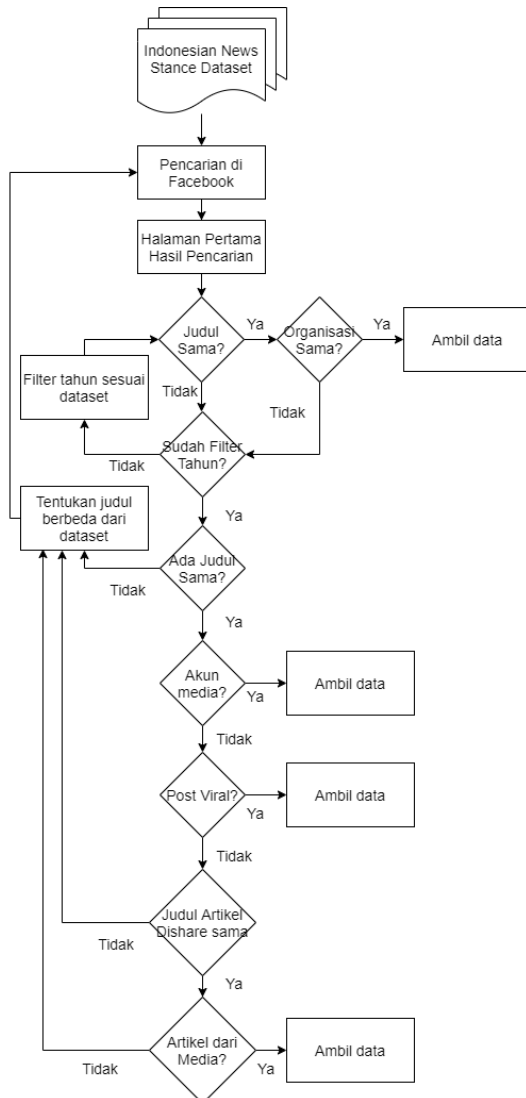 Indonesian News
Stance Dataset
Pencarian di
Facebook
Halaman Pertama
Hasil Pencarian
Judul
Sama?
Ya
Organisasi
Sama?
Ya
Ambil data
Tidak
Tidak
Filter tahun sesuai
dataset
Sudah Filter
Tahun?
Tidak
Ya
Tentukan judul
berbeda dari
dataset
Ada Judul
Sama?
Tidak
Ya
Akun
media?
Ya
Ambil data
Tidak
Post Viral?
Ya
Ambil data
Tidak
Judul Artikel
Dishare sama
Tidak
Ya
Artikel dari
Media?
Tidak
Ya
Ambil data